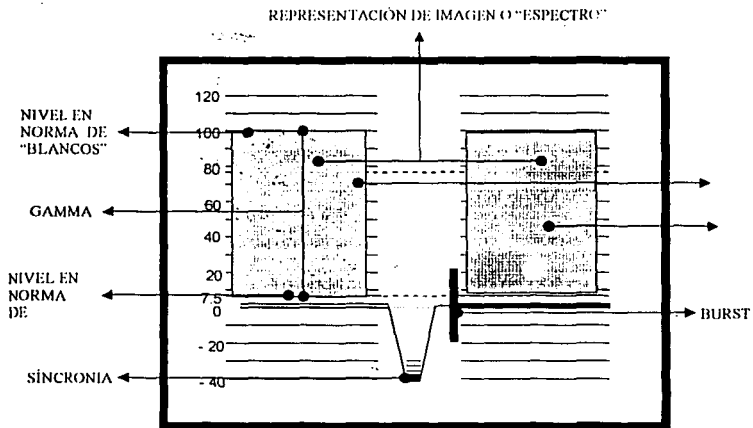 REPRESENTACIÓN DE IMAGEN O "ESPECTRO"
NIVEL EN
NORMA DE
"BLANCOS"
GAMMA
NIVEL EN
NORMA
DE
SÍNCRONIA
BURST
120
100
80
60
40
20
10
7.5
0
- 20
- 40